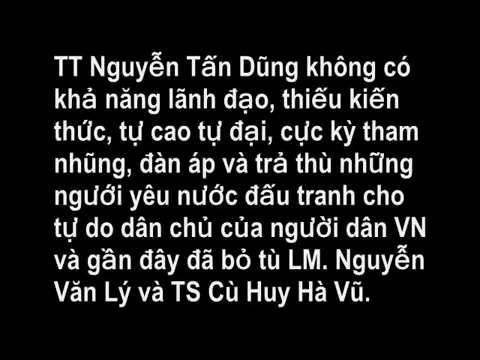 TT Nguyễn Tấn Dũng không có
khả năng lãnh đạo, thiếu kiến
thức, tự cao tự đại, cực kỳ tham
nhũng, đàn áp và trả thù những
ngưới yêu nước đấu tranh cho
tự do dân chủ của người dân VN
và gần đây đã bỏ tù LM. Nguyễn
Văn Lý và TS Cù Huy Hà Vũ.